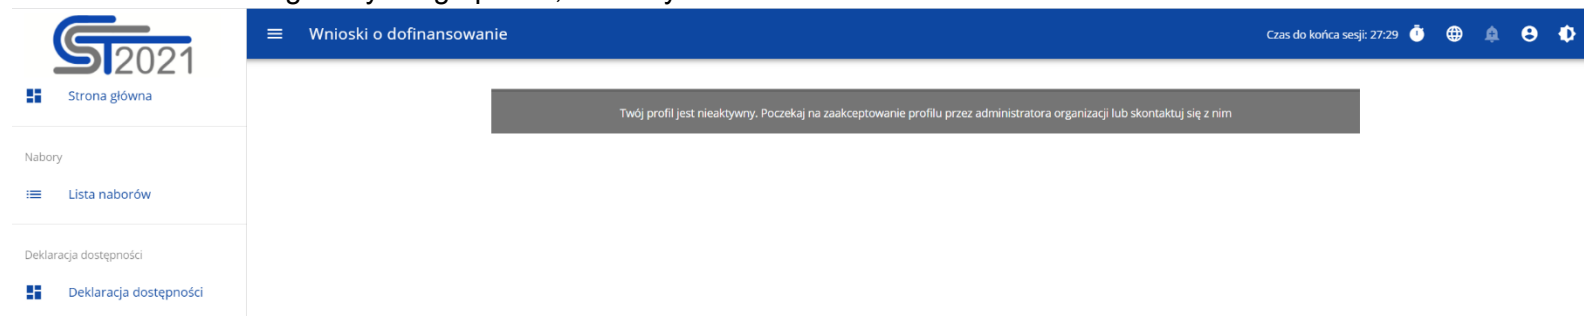 CST2021
Wnioski o dofinansowanie
Czas do końca sesji: 27:29
Strona główna
Twój profil jest nieaktywny. Poczekaj na zaakceptowanie profilu przez administratora organizacji lub skontaktuj się z nim
Nabory
Lista naborów
Deklaracja dostępności
Deklaracja dostępności